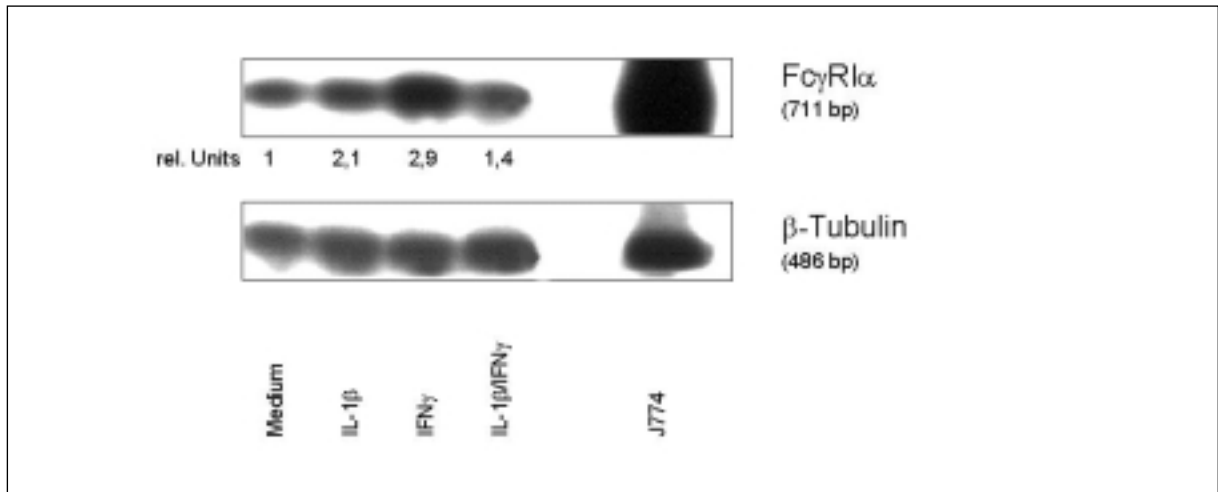 FcγRIα
(711 bp)
rel. Units 1 2,1 2,9 1,4
β-Tubulin
(486 bp)
Medium
IL-1β
IFNγ
IL-1β/IFNγ
J774